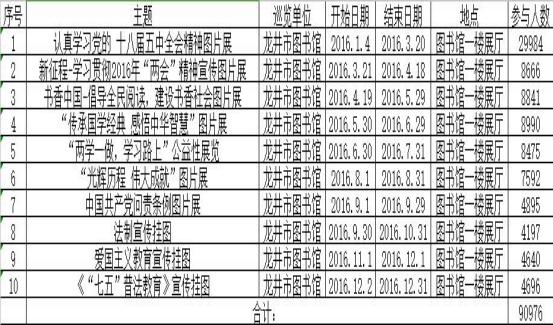 序号 主题 巡览单位 开始日期 结束日期 地点 参与人数
1 认真学习党的 十八届五中全会精神图片展 龙井市图书馆 2016.1.4 2016.3.20 图书馆一楼展厅 29984
2 新征程-学习贯彻2016年“两会”精神宣传图片展 龙井市图书馆 2016.3.21 2016.4.18 图书馆一楼展厅 8666
3 书香中国-倡导全民阅读，建设书香社会图片展 龙井市图书馆 2016.4.19 2016.5.29 图书馆一楼展厅 8841
4 “传承国学经典 感悟中华智慧”图片展 龙井市图书馆 2016.5.30 2016.6.29 图书馆一楼展厅 8990
5 “两学一做，学习路上”公益性展览 龙井市图书馆 2016.6.30 2016.7.31 图书馆一楼展厅 8475
6 “光辉历程 伟大成就”图片展 龙井市图书馆 2016.8.1 2016.8.31 图书馆一楼展厅 7592
7 中国共产党问责条例图片展 龙井市图书馆 2016.9.1 2016.9.29 图书馆一楼展厅 4895
8 法制宣传挂图 龙井市图书馆 2016.9.30 2016.10.31 图书馆一楼展厅 4197
9 爱国主义教育宣传挂图 龙井市图书馆 2016.11.1 2016.12.1 图书馆一楼展厅 4640
10 《“七五”普法教育》宣传挂图 龙井市图书馆 2016.12.2 2016.12.31 图书馆一楼展厅 4696
合计： 90976